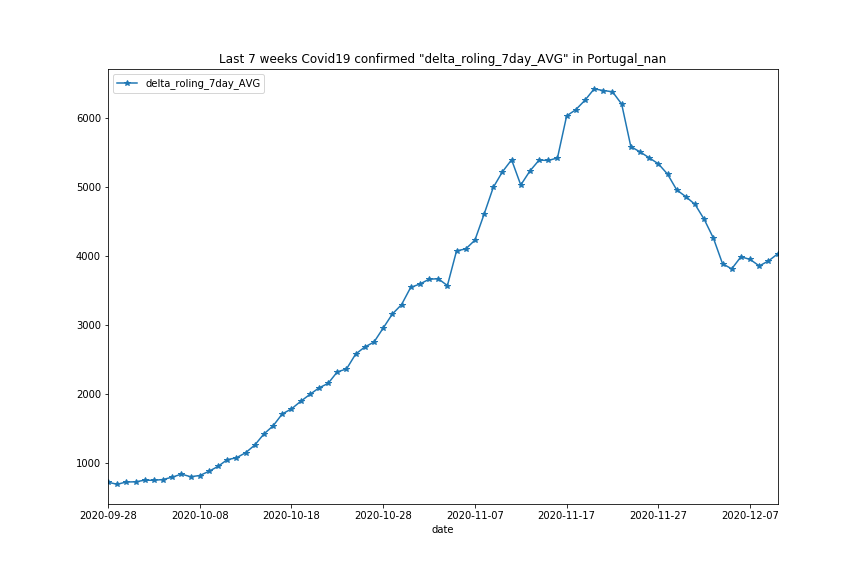 Last 7 weeks Covid19 confirmed "delta_roling_7day_AVG" in Portugal_nan
delta_roling_7day_AVG
6000
5000
4000
3000
2000
1000
2020-09-28 2020-10-08 2020-10-18 2020-10-28 2020-11-07 2020-11-17 2020-11-27 2020-12-07
date